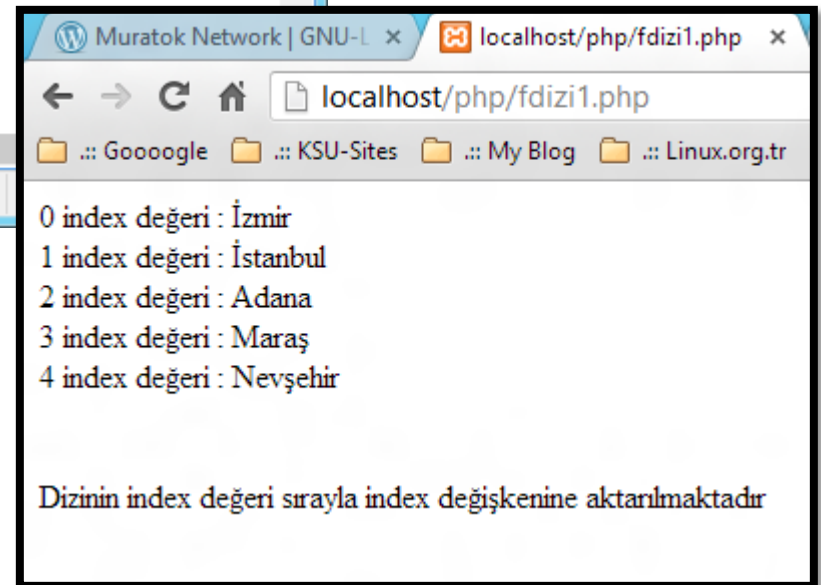 Muratok Network | GNU-L
localhost/php/fdizi1.php
localhost/php/fdizi1.php
.:: Goooogle .:: KSU-Sites .:: My Blog .:: Linux.org.tr
0 index değeri : İzmir
1 index değeri : İstanbul
2 index değeri : Adana
3 index değeri : Maraş
4 index değeri : Nevşehir
Dizinin index değeri sırayla index değişkenine aktarılmaktadır